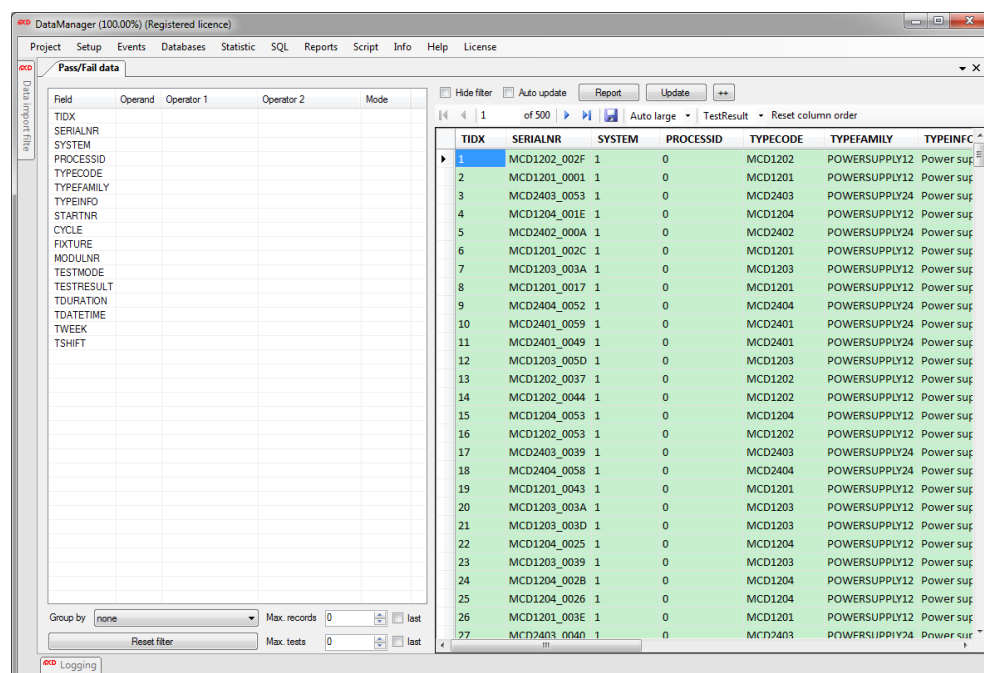 DataManager (100.00%) (Registered licence)
Project Setup Events Databases Statistic SQL Reports Script Info Help License
Pass/Fail data
Data import filte
Field Operand Operator 1 Operator 2 Mode
TIDX
SERIALNR
SYSTEM
PROCESSID
TYPECODE
TYPEFAMILY
TYPEINFO
STARTNR
CYCLE
FIXTURE
MODULNR
TESTMODE
TESTRESULT
TDURATION
TDATETIME
TWEEK
TSHIFT
Group by none Max. records 0 last
Reset filter Max. tests 0 last
Hide filter Auto update Report Update ++
1 of 500 Auto large TestResult Reset column order
TIDX SERIALNR SYSTEM PROCESSID TYPECODE TYPEFAMILY TYPEINFC
1 MCD1202_002F 1 0 MCD1202 POWERSUPPLY12 Power sup
2 MCD1201_0001 1 0 MCD1201 POWERSUPPLY12 Power sup
3 MCD2403_0053 1 0 MCD2403 POWERSUPPLY24 Power sup
4 MCD1204_001E 1 0 MCD1204 POWERSUPPLY12 Power sup
5 MCD2402_000A 1 0 MCD2402 POWERSUPPLY24 Power sup
6 MCD1201_002C 1 0 MCD1201 POWERSUPPLY12 Power sup
7 MCD1203_003A 1 0 MCD1203 POWERSUPPLY12 Power sup
8 MCD1201_0017 1 0 MCD1201 POWERSUPPLY12 Power sup
9 MCD2404_0052 1 0 MCD2404 POWERSUPPLY24 Power sup
10 MCD2401_0059 1 0 MCD2401 POWERSUPPLY24 Power sup
11 MCD2401_0049 1 0 MCD2401 POWERSUPPLY24 Power sup
12 MCD1203_005D 1 0 MCD1203 POWERSUPPLY12 Power sup
13 MCD1202_0037 1 0 MCD1202 POWERSUPPLY12 Power sup
14 MCD1202_0044 1 0 MCD1202 POWERSUPPLY12 Power sup
15 MCD1204_0053 1 0 MCD1204 POWERSUPPLY12 Power sup
16 MCD1202_0053 1 0 MCD1202 POWERSUPPLY12 Power sup
17 MCD2403_0039 1 0 MCD2403 POWERSUPPLY24 Power sup
18 MCD2404_0058 1 0 MCD2404 POWERSUPPLY24 Power sup
19 MCD1201_0043 1 0 MCD1201 POWERSUPPLY12 Power sup
20 MCD1203_003A 1 0 MCD1203 POWERSUPPLY12 Power sup
21 MCD1203_003D 1 0 MCD1203 POWERSUPPLY12 Power sup
22 MCD1204_0025 1 0 MCD1204 POWERSUPPLY12 Power sup
23 MCD1203_0039 1 0 MCD1203 POWERSUPPLY12 Power sup
24 MCD1204_002B 1 0 MCD1204 POWERSUPPLY12 Power sup
25 MCD1204_0026 1 0 MCD1204 POWERSUPPLY12 Power sup
26 MCD1201_003E 1 0 MCD1201 POWERSUPPLY12 Power sup
27 MCD2403_0040 1 0 MCD2403 POWERSUPPLY24 Power sup
Logging